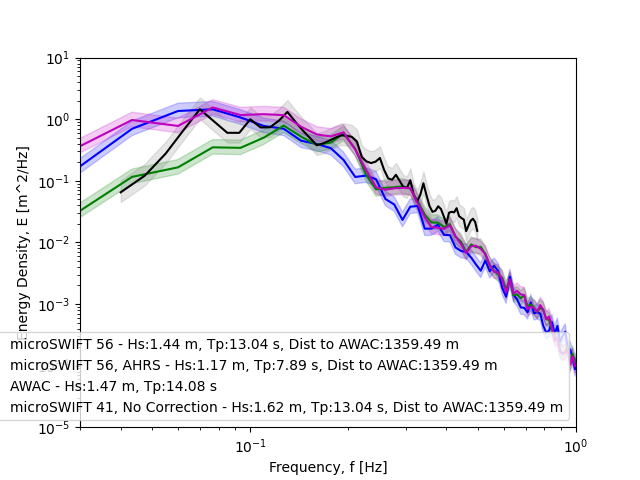 10^1
10^0
10^-1
10^-2
10^-3
10^-5
Energy Density, E [m^2/Hz]
microSWIFT 56 - Hs:1.44 m, Tp:13.04 s, Dist to AWAC:1359.49 m
microSWIFT 56, AHRS - Hs:1.17 m, Tp:7.89 s, Dist to AWAC:1359.49 m
AWAC - Hs:1.47 m, Tp:14.08 s
microSWIFT 41, No Correction - Hs:1.62 m, Tp:13.04 s, Dist to AWAC:1359.49 m
10^-1
10^0
Frequency, f [Hz]